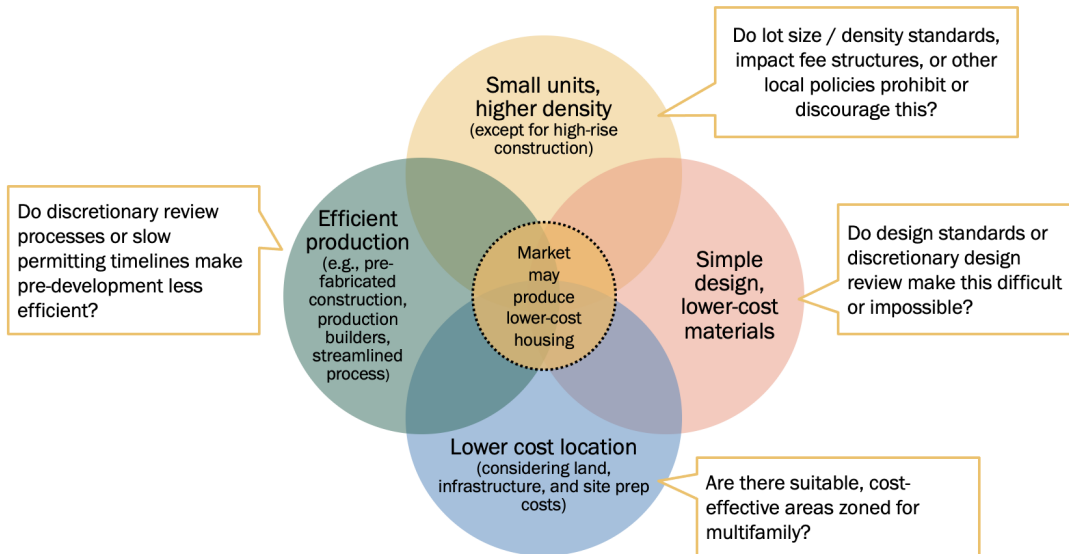 Do lot size / density standards,
impact fee structures, or other
local policies prohibit or
discourage this?
Small units,
higher density
(except for high-rise
construction)
Do discretionary review
processes or slow
permitting timelines make
pre-development less
efficient?
Efficient
production
(e.g., pre-
fabricated
construction,
production
builders,
streamlined
process)
Market
may
produce
lower-cost
housing
Simple
design,
lower-cost
materials
Do design standards or
discretionary design
review make this difficult
or impossible?
Lower cost location
(considering land,
infrastructure, and site prep
costs)
Are there suitable, cost-
effective areas zoned for
multifamily?